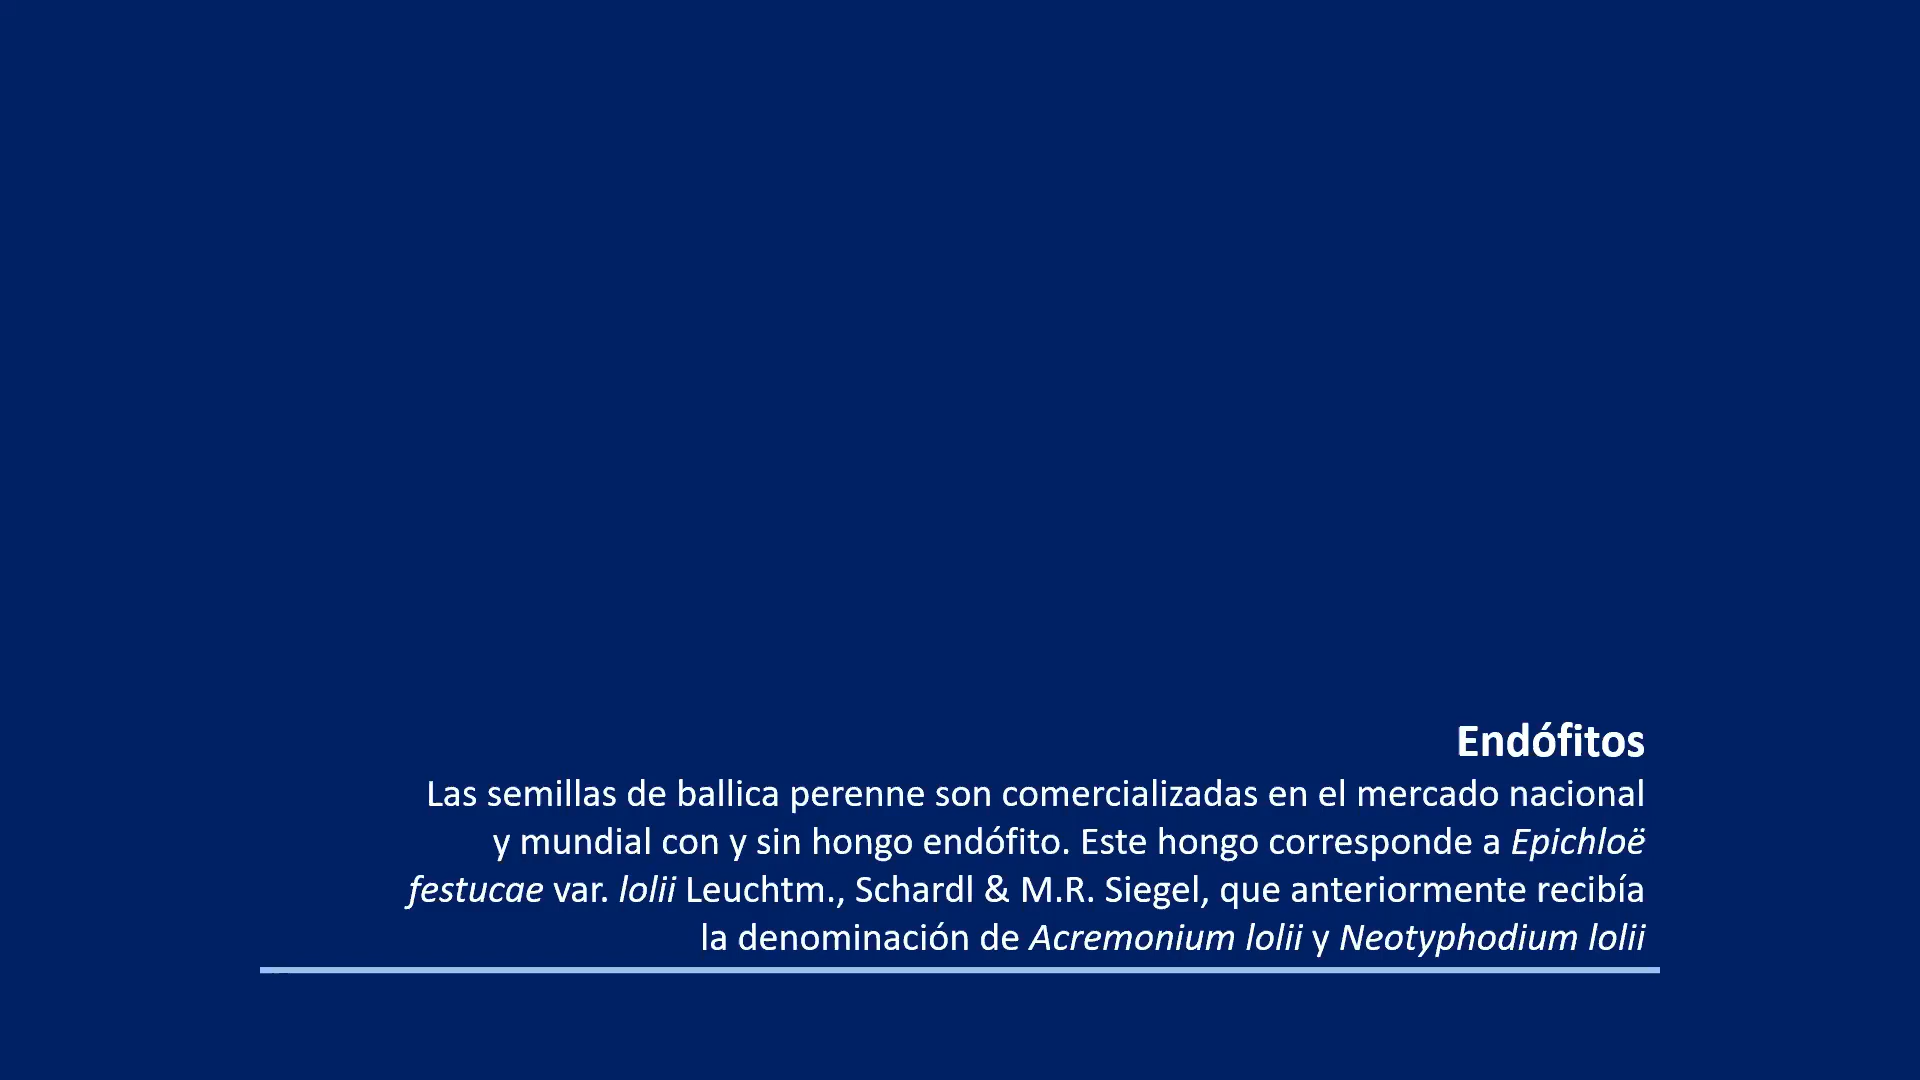 Endófitos
Las semillas de ballica perenne son comercializadas en el mercado nacional
y mundial con y sin hongo endófito. Este hongo corresponde a Epichloë
festucae var. lolii Leuchtm., Schardl & M.R. Siegel, que anteriormente recibía
la denominación de Acremonium lolii y Neotyphodium lolii